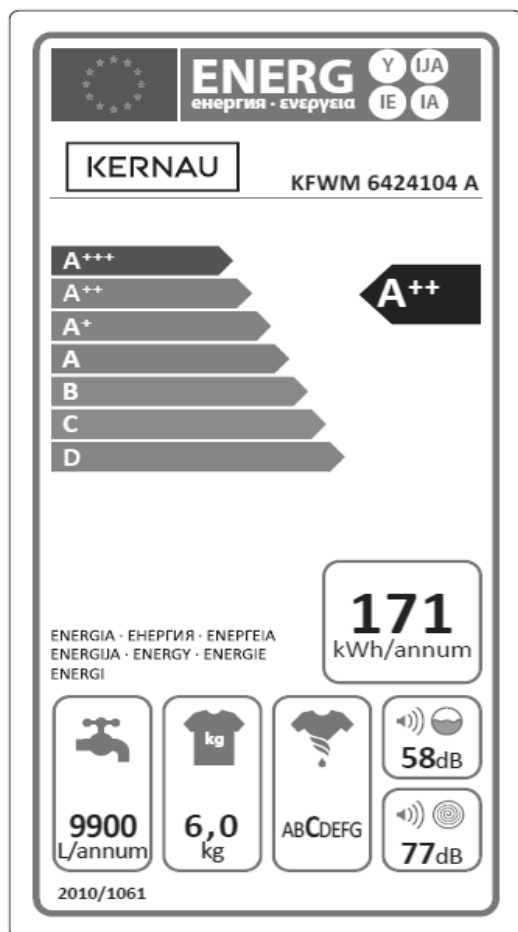 ENERG
енергия · ενεργεια
Y
IJA
IE
IA
KERNAU
KFWM 6424104 A
A+++
A++
A++
A+
A
B
C
D
171
kWh/annum
ENERGIA · ЕНЕРГИЯ · ΕΝΕΡΓΕΙΑ
ENERGIJA · ENERGY · ENERGIE
ENERGI
kg
9900
L/annum
6,0
kg
ABCDEFG
58dB
77dB
2010/1061